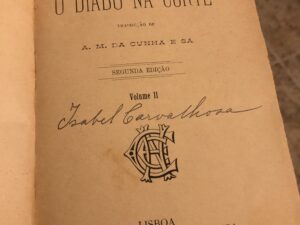 O DIABO NA CORTE
TRADUCÇÃO DE
A. M. DA CUNHA E SA
SEGUNDA EDIÇÃO
Volume II
Isabel Carvalhosa
LISBOA